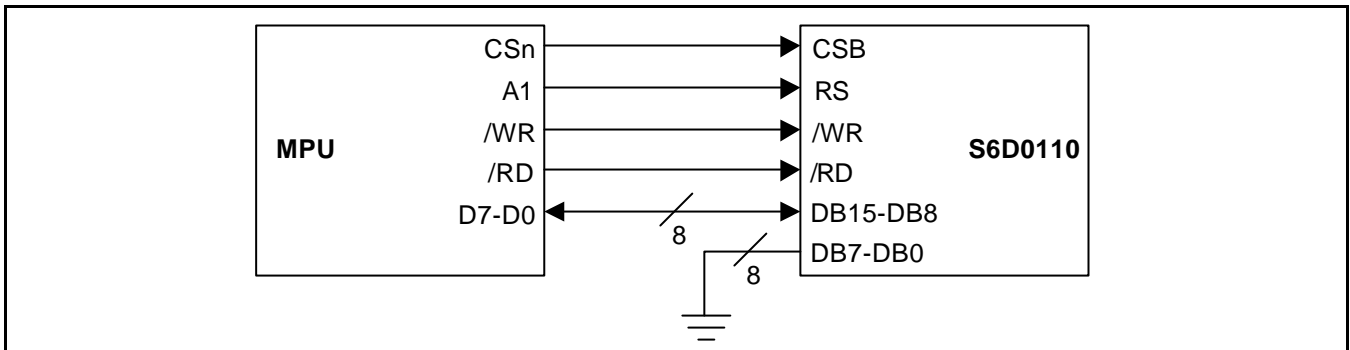 CSn
CSB
A1
RS
/WR
/WR
MPU
S6D0110
/RD
/RD
D7-D0
DB15-DB8
8
DB7-DB0
8